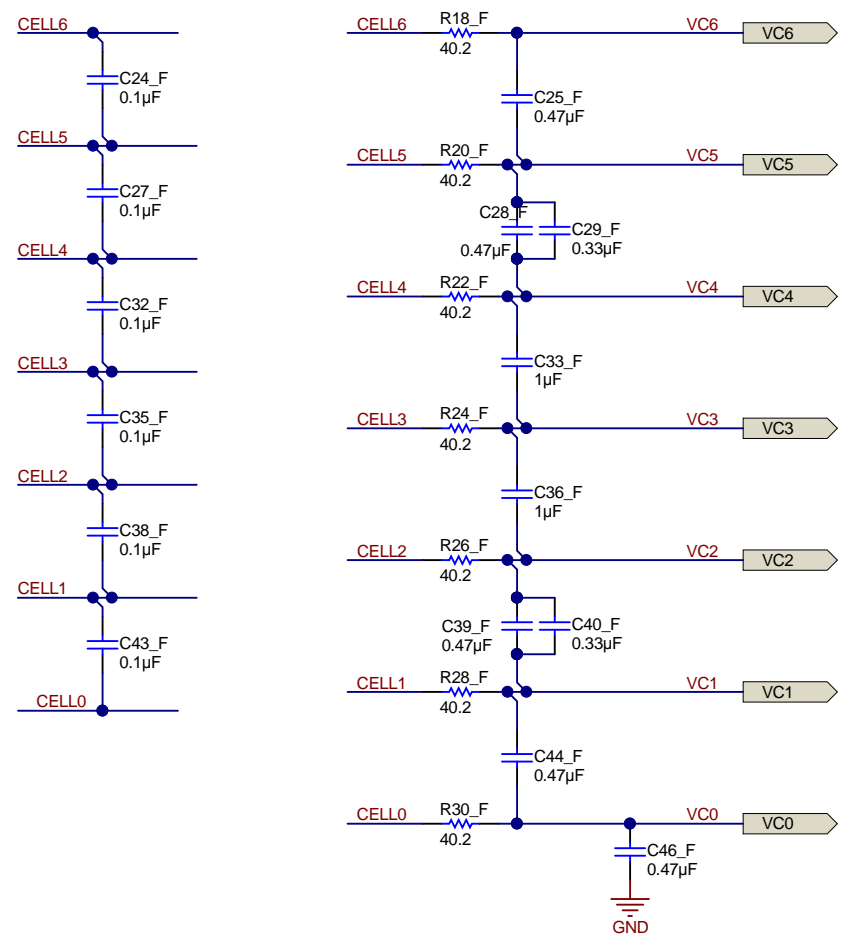 CELL6
C24_F
0.1µF
CELL5
C27_F
0.1µF
CELL4
C32_F
0.1µF
CELL3
C35_F
0.1µF
CELL2
C38_F
0.1µF
CELL1
C43_F
0.1µF
CELL0
CELL6
R18_F
40.2
VC6
VC6
C25_F
0.47µF
CELL5
R20_F
40.2
VC5
VC5
C28_F
0.47µF
C29_F
0.33µF
CELL4
R22_F
40.2
VC4
VC4
C33_F
1µF
CELL3
R24_F
40.2
VC3
VC3
C36_F
1µF
CELL2
R26_F
40.2
VC2
VC2
C39_F
0.47µF
C40_F
0.33µF
CELL1
R28_F
40.2
VC1
VC1
C44_F
0.47µF
CELL0
R30_F
40.2
VC0
VC0
C46_F
0.47µF
GND